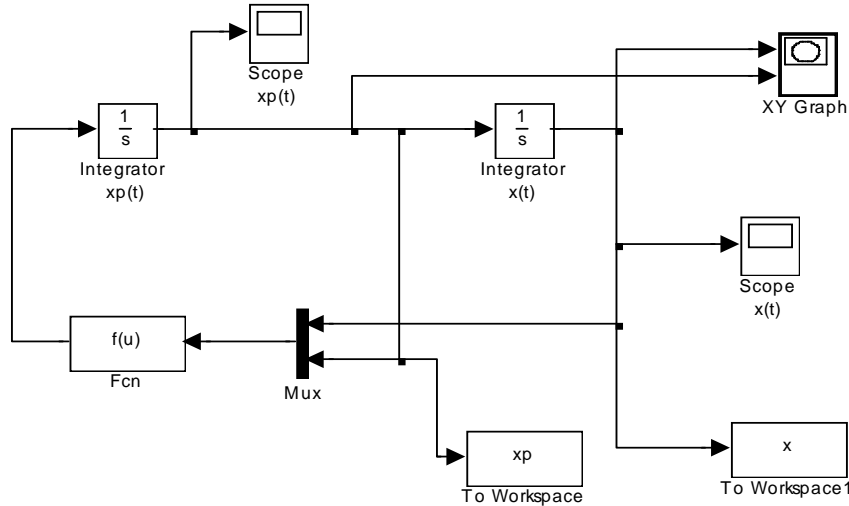 Scope
xp(t)
XY Graph
1
s
Integrator
xp(t)
1
s
Integrator
x(t)
Scope
x(t)
f(u)
Fcn
Mux
xp
To Workspace
x
To Workspace1